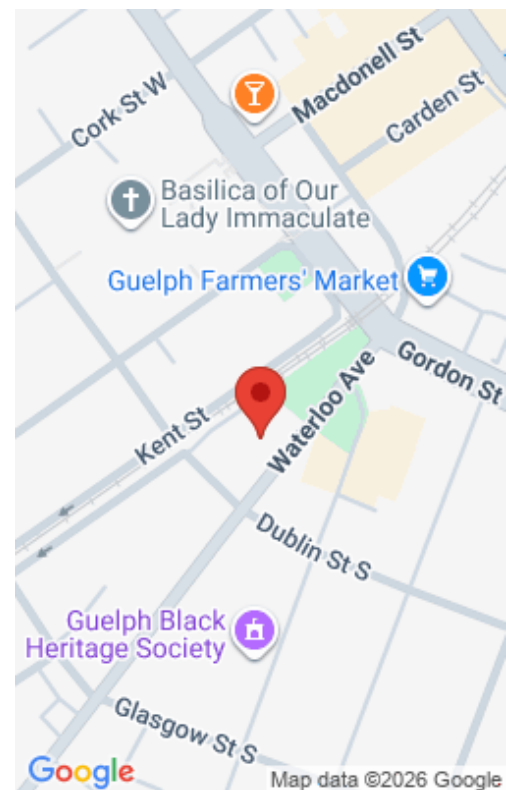 Macdonell St
Cork St W
Carden St
Basilica of Our
Lady Immaculate
Guelph Farmers' Market
Gordon St
Kent St
Waterloo Ave
Dublin St S
Guelph Black
Heritage Society
Glasgow St S
Google
Map data ©2026 Google